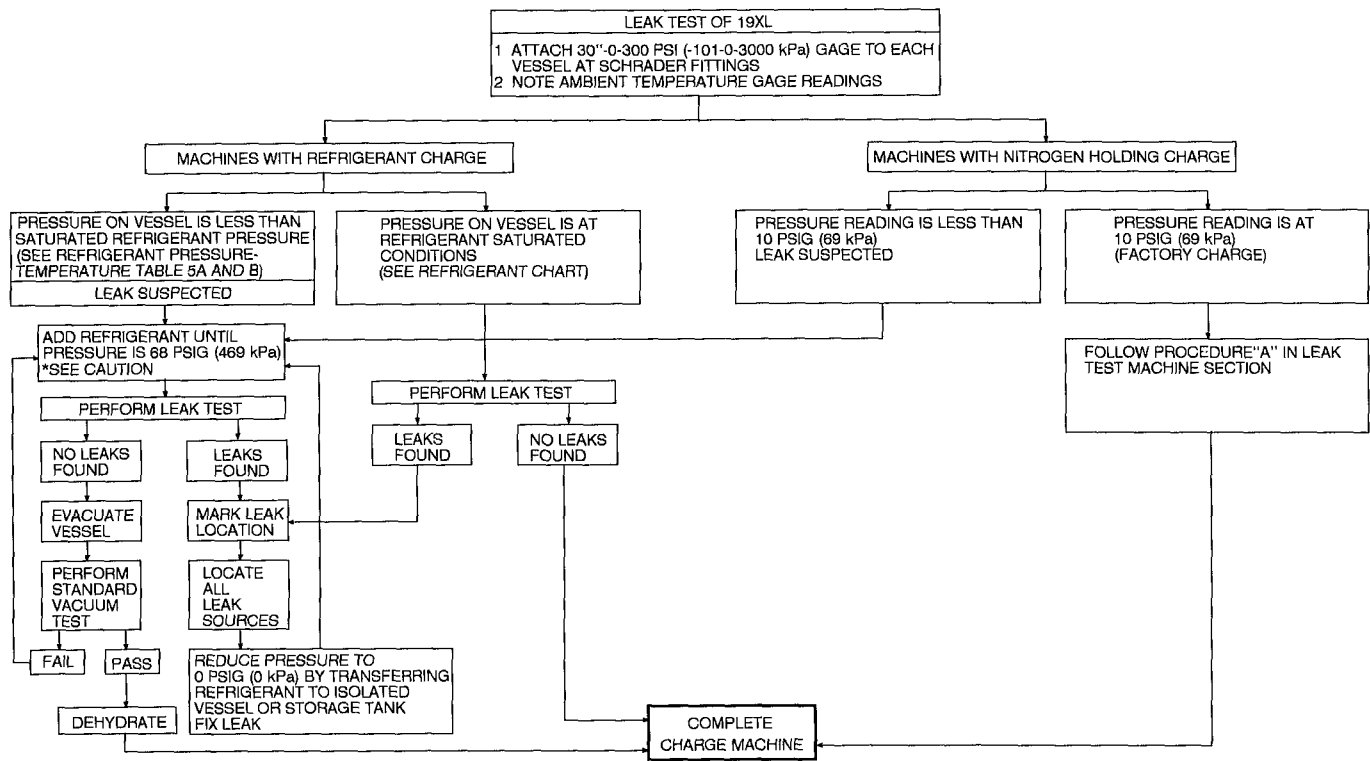 LEAK TEST OF 19XL
1 ATTACH 30"-0-300 PSI (-101-0-3000 kPa) GAGE TO EACH
VESSEL AT SCHRADER FITTINGS
2 NOTE AMBIENT TEMPERATURE GAGE READINGS
MACHINES WITH REFRIGERANT CHARGE
MACHINES WITH NITROGEN HOLDING CHARGE
PRESSURE ON VESSEL IS LESS THAN
SATURATED REFRIGERANT PRESSURE
(SEE REFRIGERANT PRESSURE-
TEMPERATURE TABLE 5A AND B)
LEAK SUSPECTED
PRESSURE ON VESSEL IS AT
REFRIGERANT SATURATED
CONDITIONS
(SEE REFRIGERANT CHART)
PRESSURE READING IS LESS THAN
10 PSIG (69 kPa)
LEAK SUSPECTED
PRESSURE READING IS AT
10 PSIG (69 kPa)
(FACTORY CHARGE)
ADD REFRIGERANT UNTIL
PRESSURE IS 68 PSIG (469 kPa)
*SEE CAUTION
FOLLOW PROCEDURE"A" IN LEAK
TEST MACHINE SECTION
PERFORM LEAK TEST
PERFORM LEAK TEST
NO LEAKS
FOUND
LEAKS
FOUND
LEAKS
FOUND
NO LEAKS
FOUND
EVACUATE
VESSEL
MARK LEAK
LOCATION
PERFORM
STANDARD
VACUUM
TEST
LOCATE
ALL
LEAK
SOURCES
FAIL
PASS
REDUCE PRESSURE TO
0 PSIG (0 kPa) BY TRANSFERRING
REFRIGERANT TO ISOLATED
VESSEL OR STORAGE TANK
FIX LEAK
DEHYDRATE
COMPLETE
CHARGE MACHINE